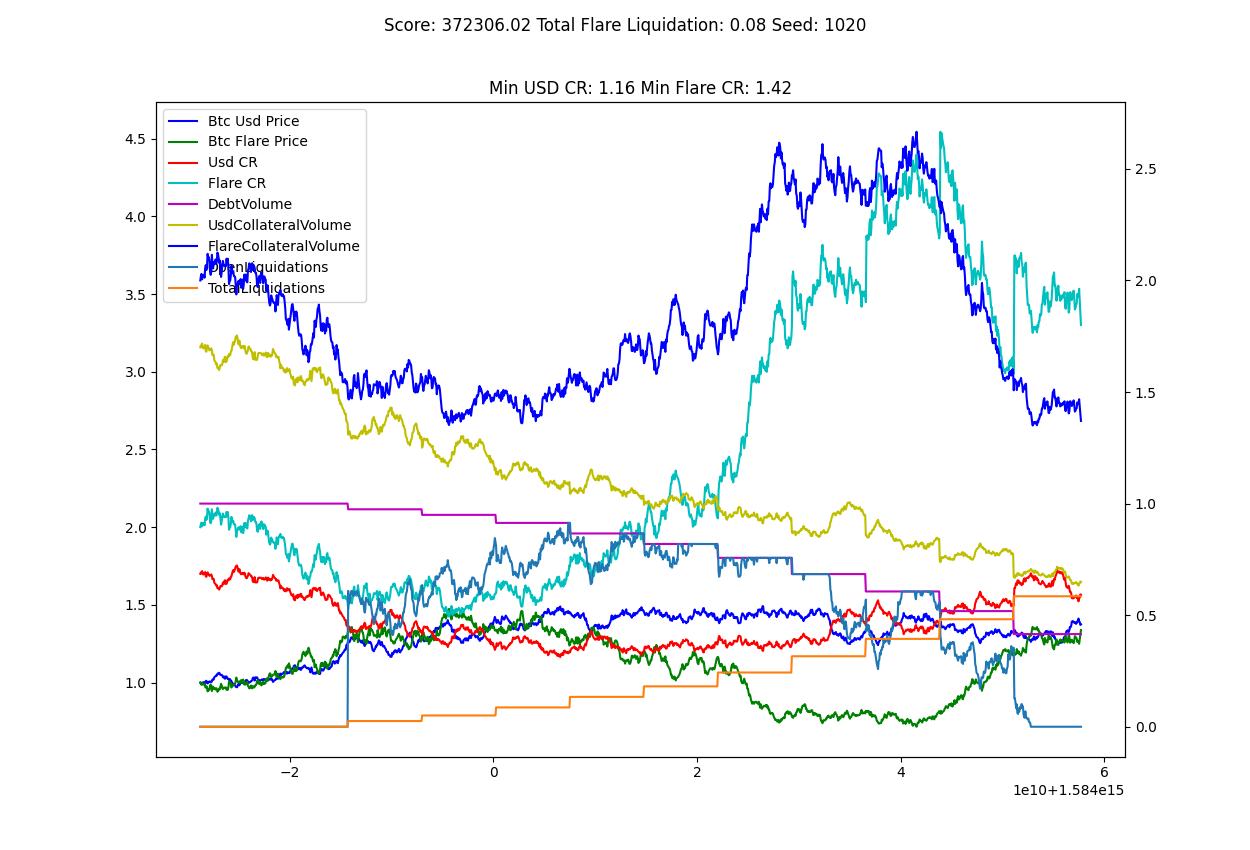 Score: 372306.02 Total Flare Liquidation: 0.08 Seed: 1020
Min USD CR: 1.16 Min Flare CR: 1.42
Btc Usd Price
Btc Flare Price
Usd CR
Flare CR
DebtVolume
UsdCollateralVolume
FlareCollateralVolume
OpenLiquidations
TotalLiquidations
4.5
4.0
3.5
3.0
2.5
2.0
1.5
1.0
2.5
2.0
1.5
1.0
0.5
0.0
−2
0
2
4
6
1e10+1.584e15